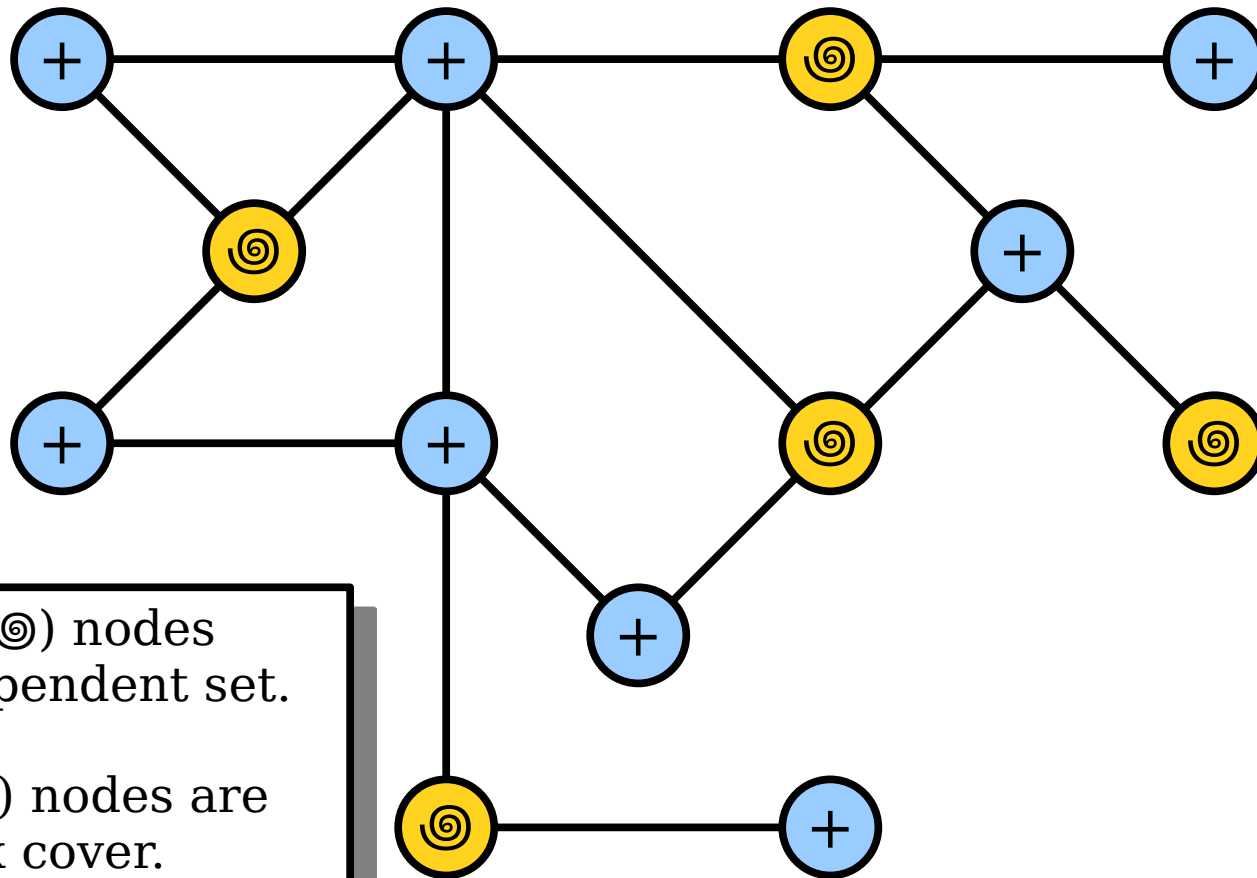 +
+
+
+
+
+
+
) nodes
pendent set.
) nodes are
cover.
+